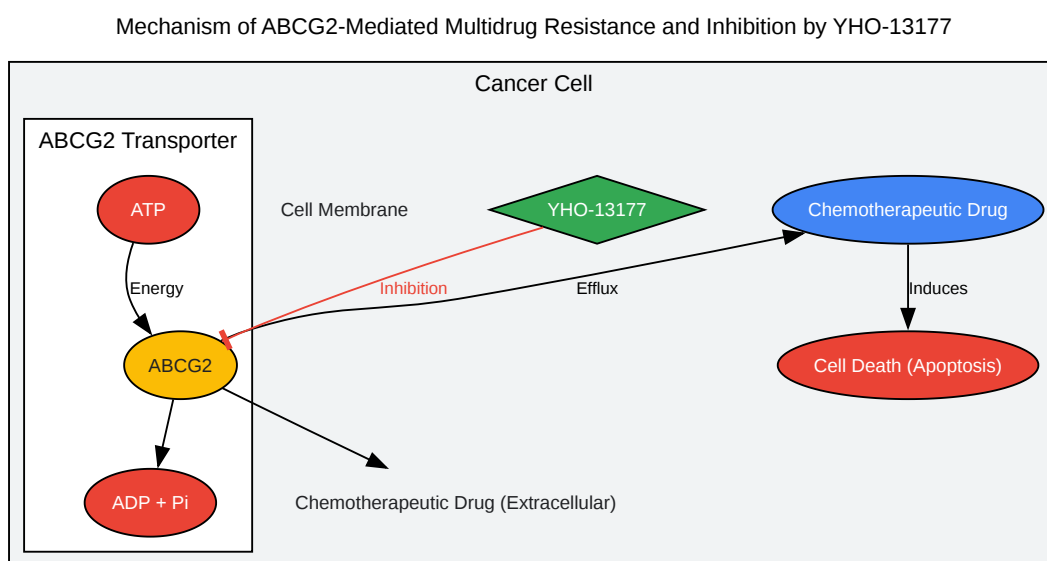 Mechanism of ABCG2-Mediated Multidrug Resistance and Inhibition by YHO-13177
Cancer Cell
ABCG2 Transporter
ATP
Cell Membrane
YHO-13177
Chemotherapeutic Drug
Energy
Inhibition
Efflux
Induces
ABCG2
Cell Death (Apoptosis)
ADP + Pi
Chemotherapeutic Drug (Extracellular)